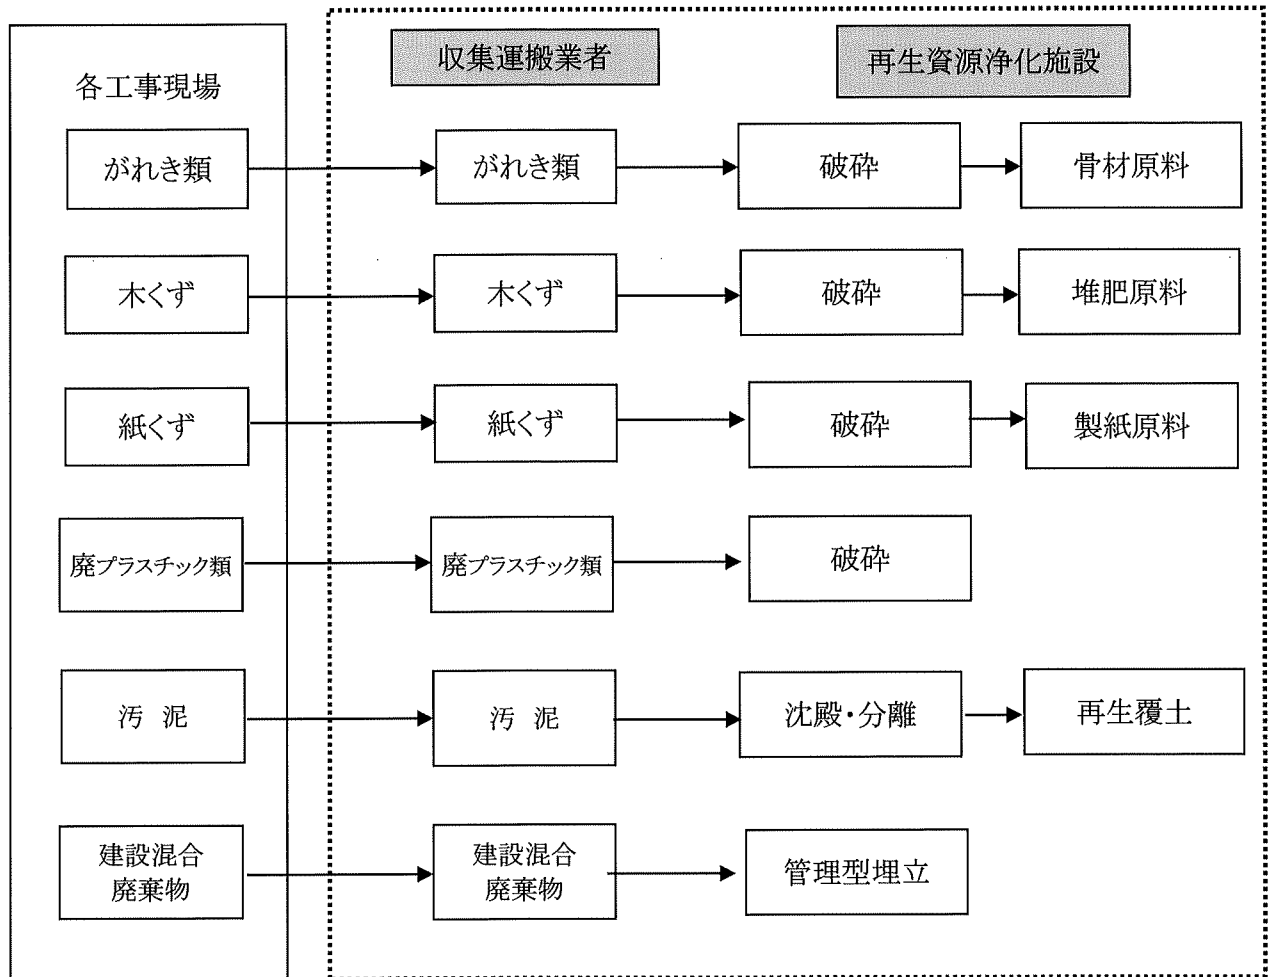 収集運搬業者
再生資源浄化施設
各工事現場
がれき類
がれき類
破砕
骨材原料
木くず
木くず
破砕
堆肥原料
紙くず
紙くず
破砕
製紙原料
廃プラスチック類
廃プラスチック類
破砕
汚 泥
汚 泥
沈殿・分離
再生覆土
建設混合
廃棄物
建設混合
廃棄物
管理型埋立